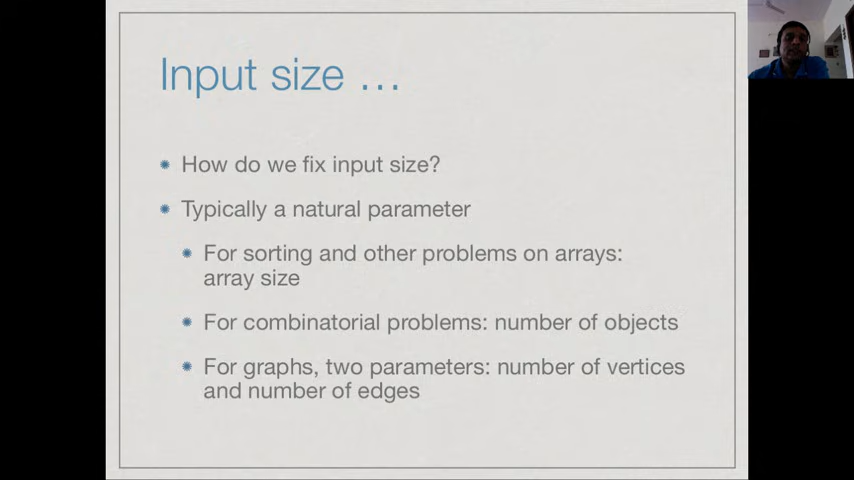 Input size …
How do we fix input size?
Typically a natural parameter
For sorting and other problems on arrays:
array size
For combinatorial problems: number of objects
For graphs, two parameters: number of vertices
and number of edges